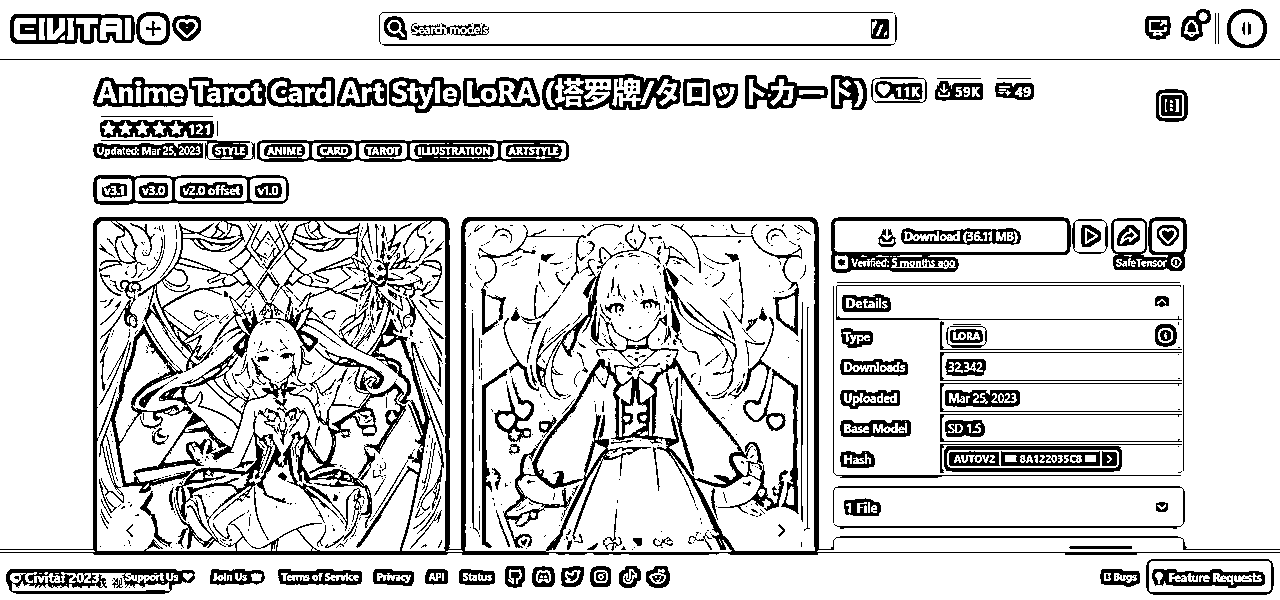 CIVITAI
Search models
Anime Tarot Card Art Style LoRA (塔罗牌/タロットカード) 11K 59K 49
121
Updated: Mar 25, 2023 STYLE ANIME CARD TAROT ILLUSTRATION ARTSTYLE
v3.1 v3.0 v2.0 offset v1.0
Download (36.11 MB)
Verified: 5 months ago SafeTensor
Details
Type LORA
Downloads 32,342
Uploaded Mar 25, 2023
Base Model SD 1.5
Hash AUTOV2 8A122035CB
1 File
© Civitai 2023 Support Us Join Us Terms of Service Privacy API Status Bugs Feature Requests